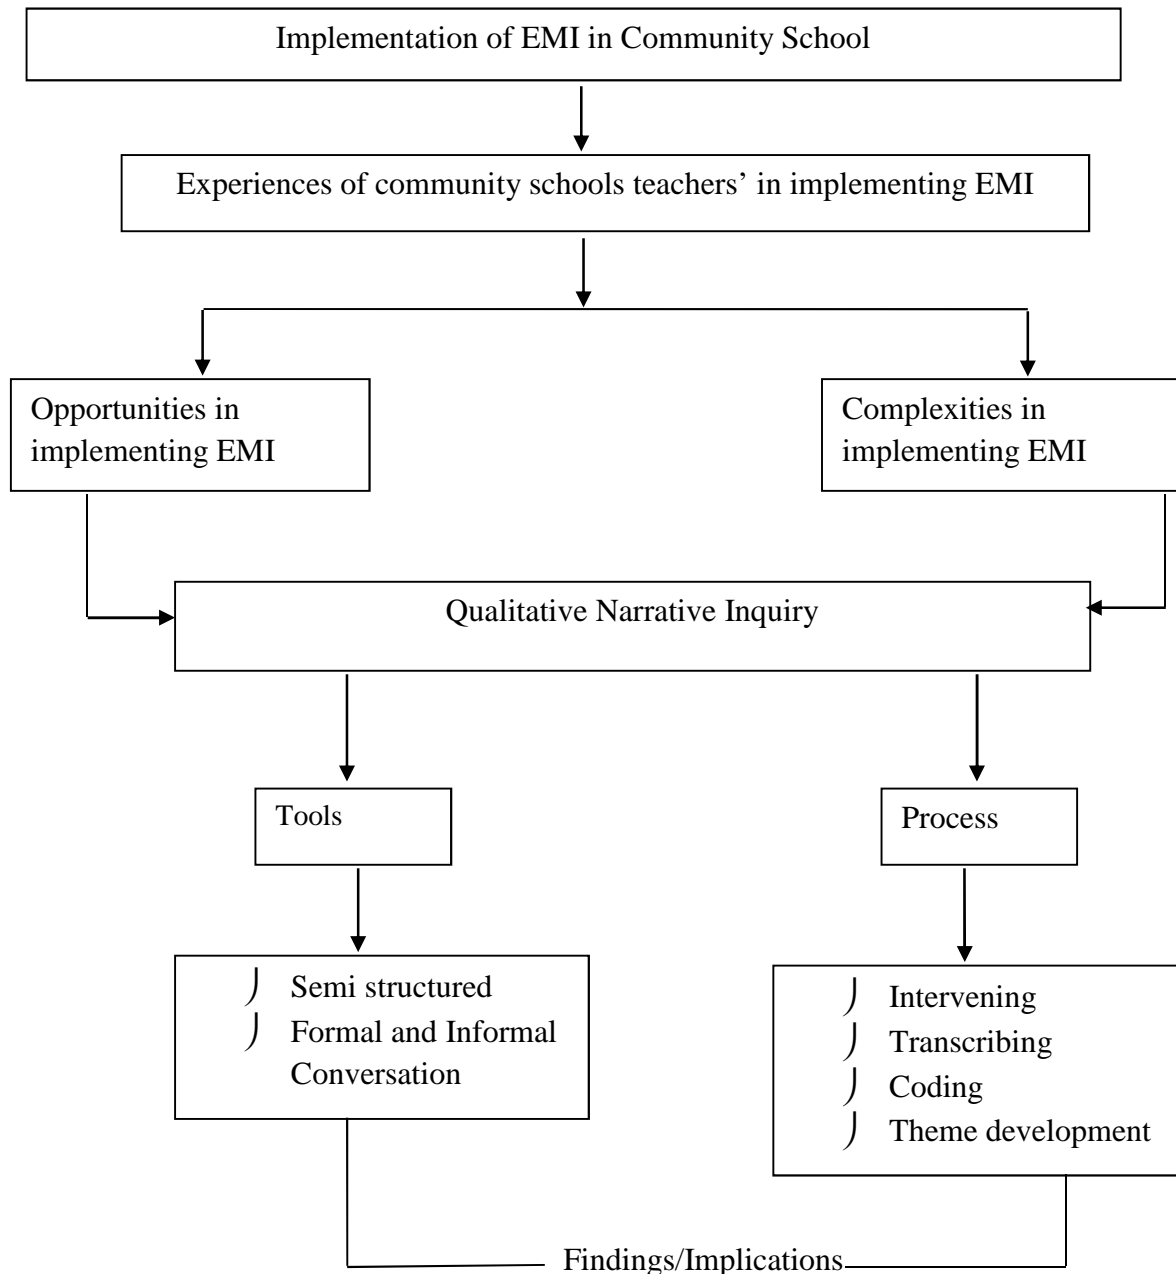 Implementation of EMI in Community School
Experiences of community schools teachers’ in implementing EMI
Opportunities in
implementing EMI
Complexities in
implementing EMI
Qualitative Narrative Inquiry
Tools
Process
Semi structured
Formal and Informal
Conversation
Intervening
Transcribing
Coding
Theme development
Findings/Implications